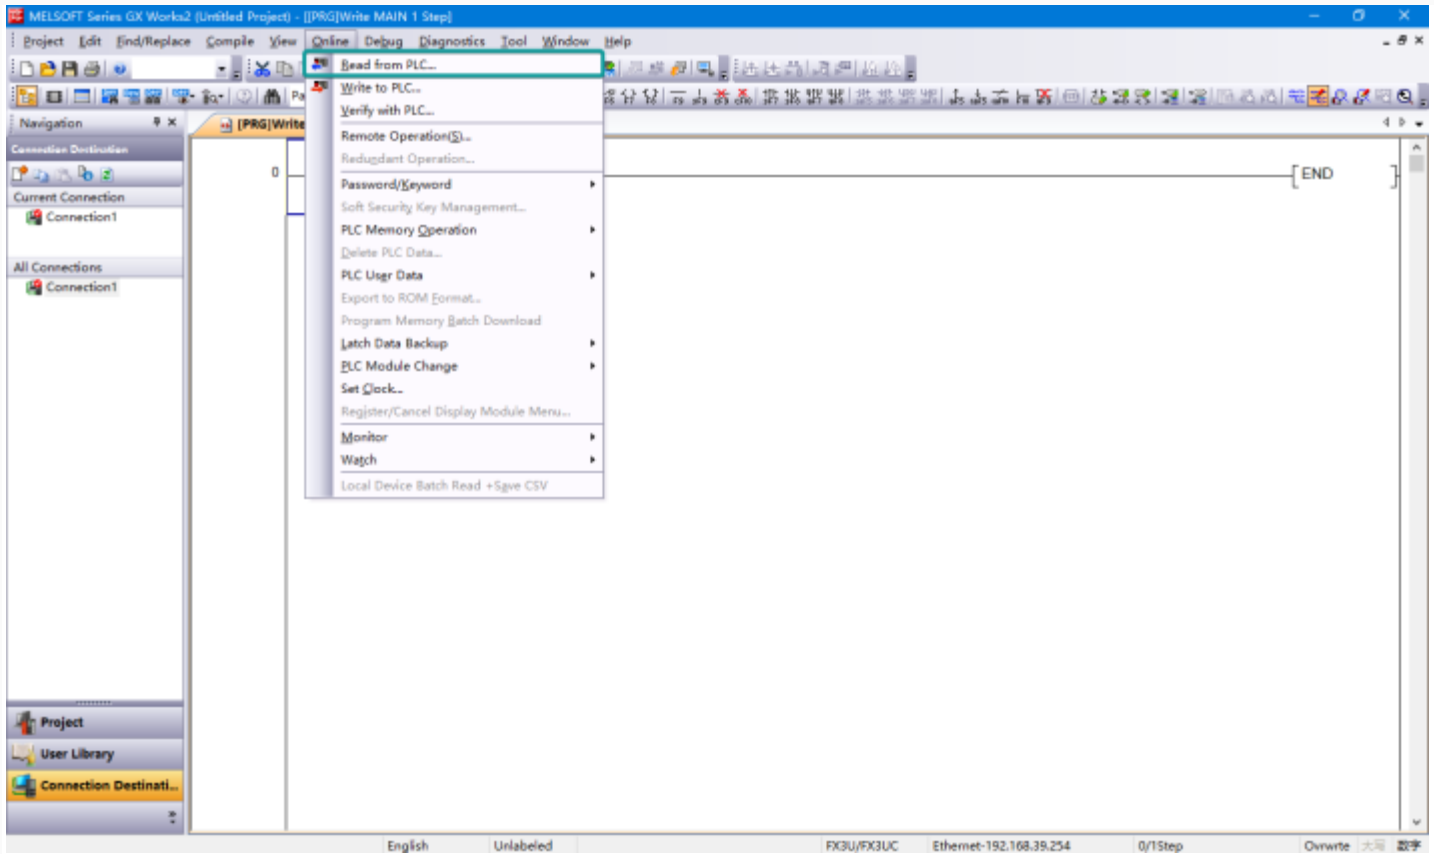 MELSOFT Series GX Works2 (Untitled Project) - [[PRG]Write MAIN 1 Step]
Project Edit Find/Replace Compile View Online Debug Diagnostics Tool Window Help
Read from PLC...
Write to PLC...
Verify with PLC...
Remote Operation(S)...
Redundant Operation...
Password/Keyword
Soft Security Key Management...
PLC Memory Operation
Delete PLC Data...
PLC User Data
Export to ROM Format...
Program Memory Batch Download
Latch Data Backup
PLC Module Change
Set Clock...
Register/Cancel Display Module Menu...
Monitor
Watch
Local Device Batch Read +Save CSV
Pa
Navigation
[PRG]Write
Connection Destination
0
END
Current Connection
Connection1
All Connections
Connection1
Project
User Library
Connection Destinati...
English Unlabeled FX3U/FX3UC Ethernet-192.168.39.254 0/1Step Ovrwrte 大写 数字